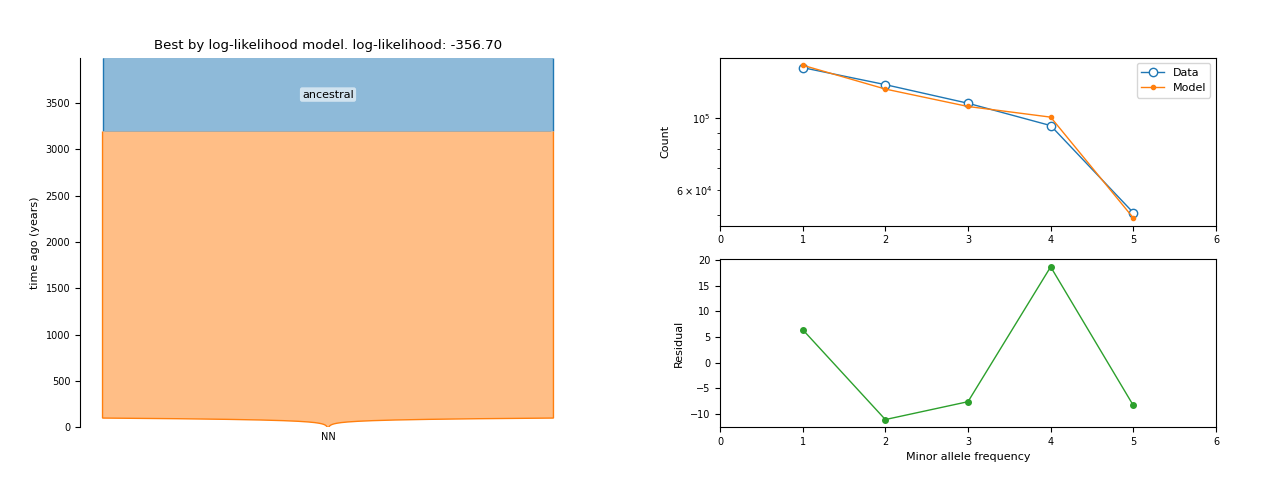 Best by log-likelihood model. log-likelihood: -356.70
time ago (years)
3500
3000
2500
2000
1500
1000
500
0
ancestral
NN
Count
10^5
6 × 10^4
Data
Model
0 1 2 3 4 5 6
Residual
20
15
10
5
0
−5
−10
0 1 2 3 4 5 6
Minor allele frequency